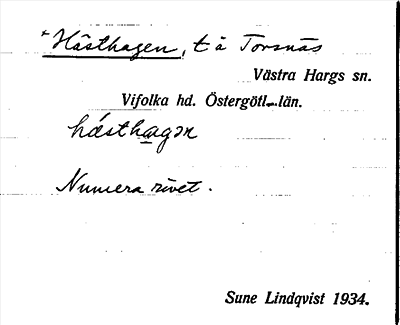 *Hästhagen, t å Torsnäs
Västra Hargs sn.
Vifolka hd. Östergötl. län.
hästhagən
Numera rivet.
Sune Lindqvist 1934.